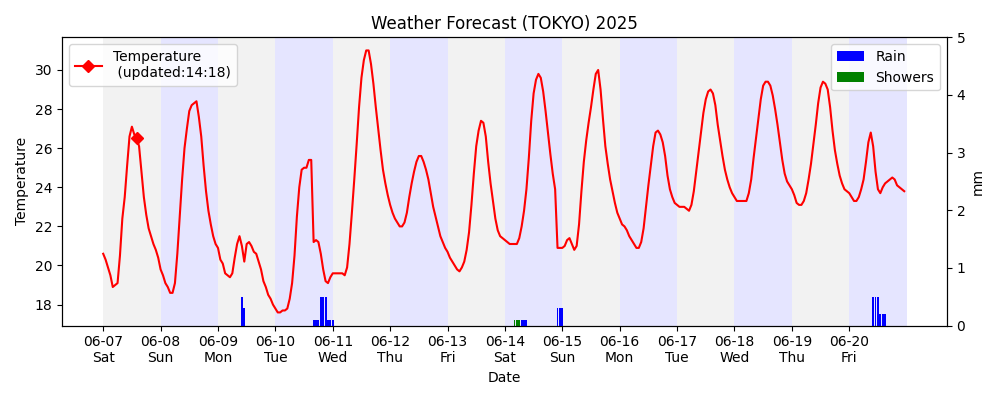 Weather Forecast (TOKYO) 2025
Temperature
(updated:14:18)
Rain
Showers
Temperature
30
28
26
24
22
20
18
5
4
3
2
1
0
mm
06-07 06-08 06-09 06-10 06-11 06-12 06-13 06-14 06-15 06-16 06-17 06-18 06-19 06-20
Sat Sun Mon Tue Wed Thu Fri Sat Sun Mon Tue Wed Thu Fri
Date